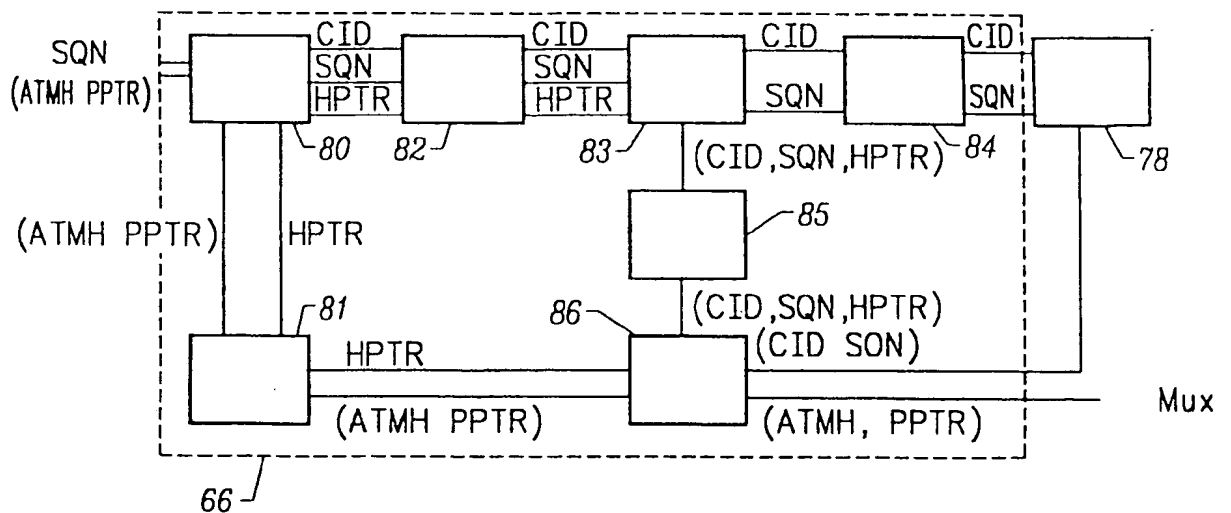 SQN
(ATMH PPTR)
CID
SQN
HPTR
CID
SQN
HPTR
CID
SQN
CID
SQN
80
82
83
84
78
(CID,SQN,HPTR)
(ATMH PPTR)
HPTR
85
81
86
(CID,SQN,HPTR)
(CID SON)
HPTR
(ATMH PPTR)
(ATMH, PPTR)
Mux
66